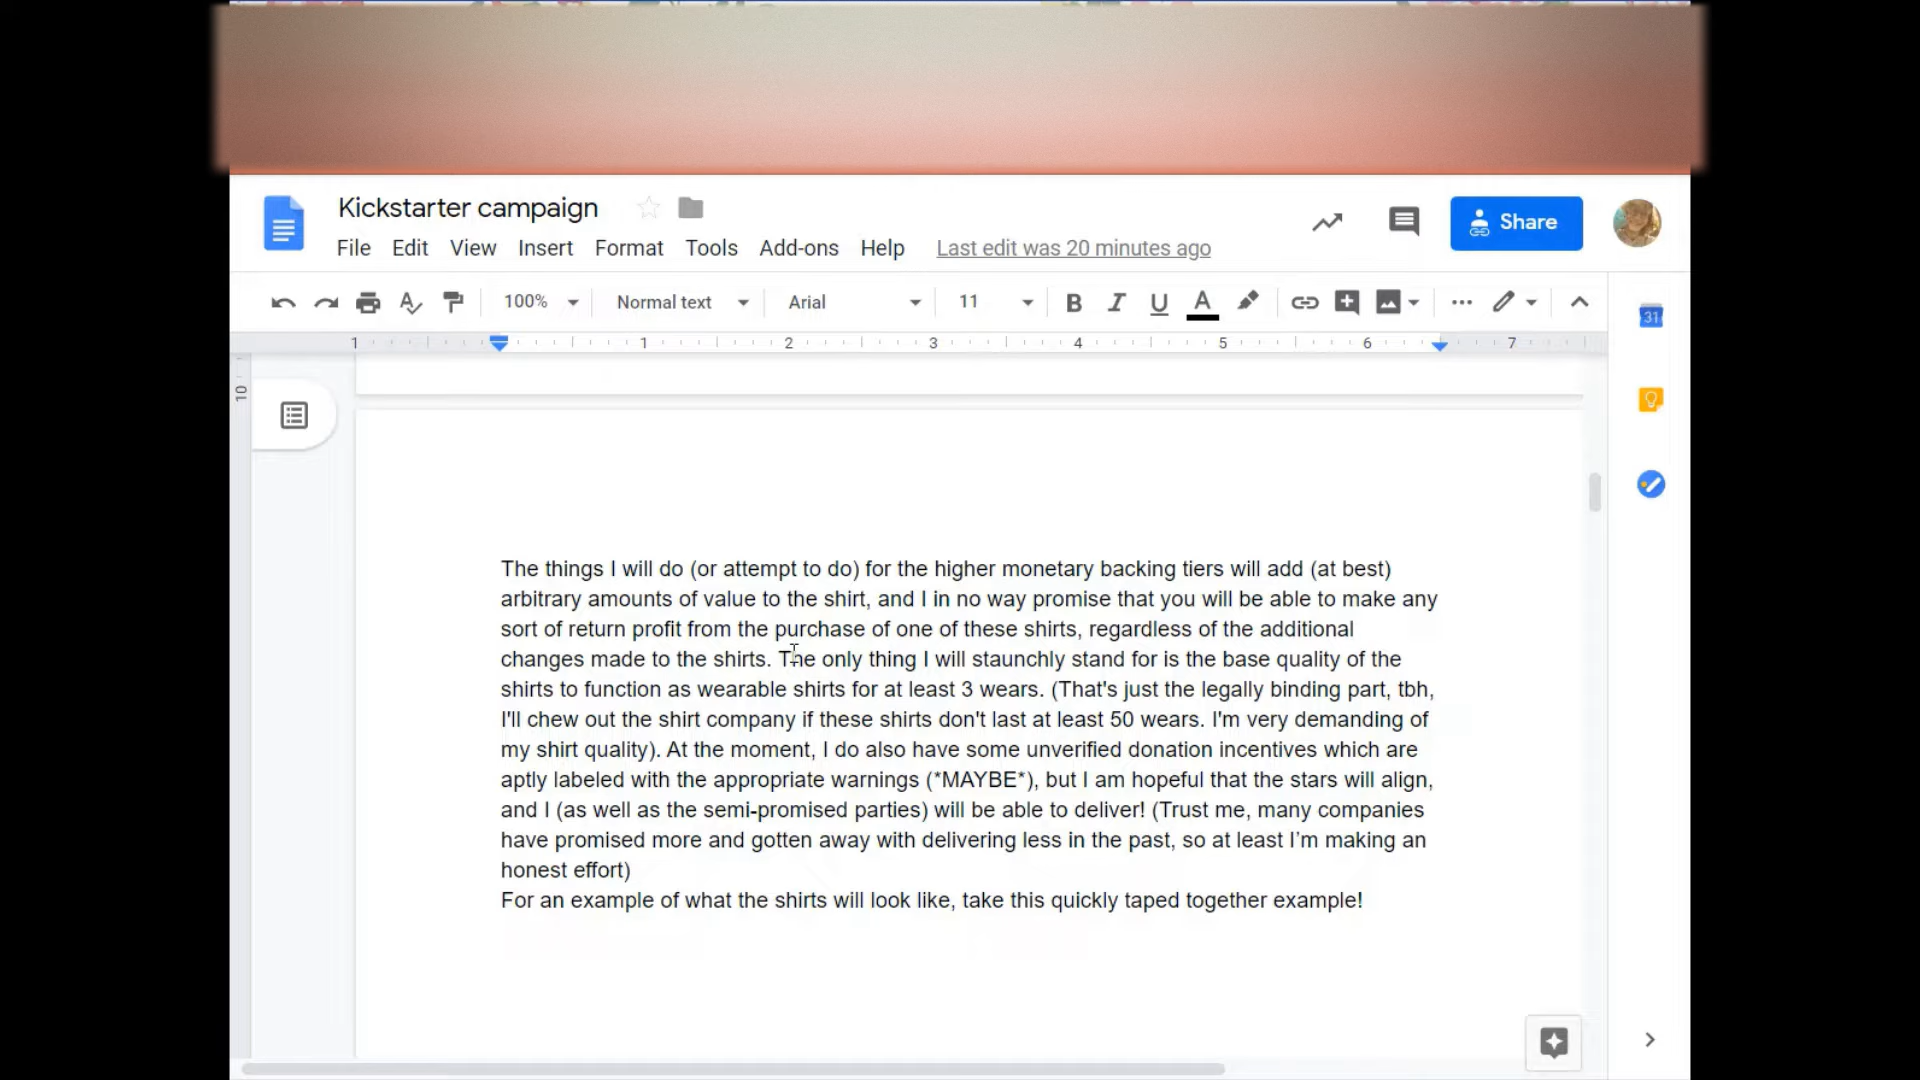 Kickstarter campaign
Share
File Edit View Insert Format Tools Add-ons Help Last edit was 20 minutes ago
100% Normal text Arial 11 B I U A
1 1 2 3 4 5 6 7
31
10
The things I will do (or attempt to do) for the higher monetary backing tiers will add (at best)
arbitrary amounts of value to the shirt, and I in no way promise that you will be able to make any
sort of return profit from the purchase of one of these shirts, regardless of the additional
changes made to the shirts. The only thing I will staunchly stand for is the base quality of the
shirts to function as wearable shirts for at least 3 wears. (That's just the legally binding part, tbh,
I'll chew out the shirt company if these shirts don't last at least 50 wears. I'm very demanding of
my shirt quality). At the moment, I do also have some unverified donation incentives which are
aptly labeled with the appropriate warnings (*MAYBE*), but I am hopeful that the stars will align,
and I (as well as the semi-promised parties) will be able to deliver! (Trust me, many companies
have promised more and gotten away with delivering less in the past, so at least I’m making an
honest effort)
For an example of what the shirts will look like, take this quickly taped together example!